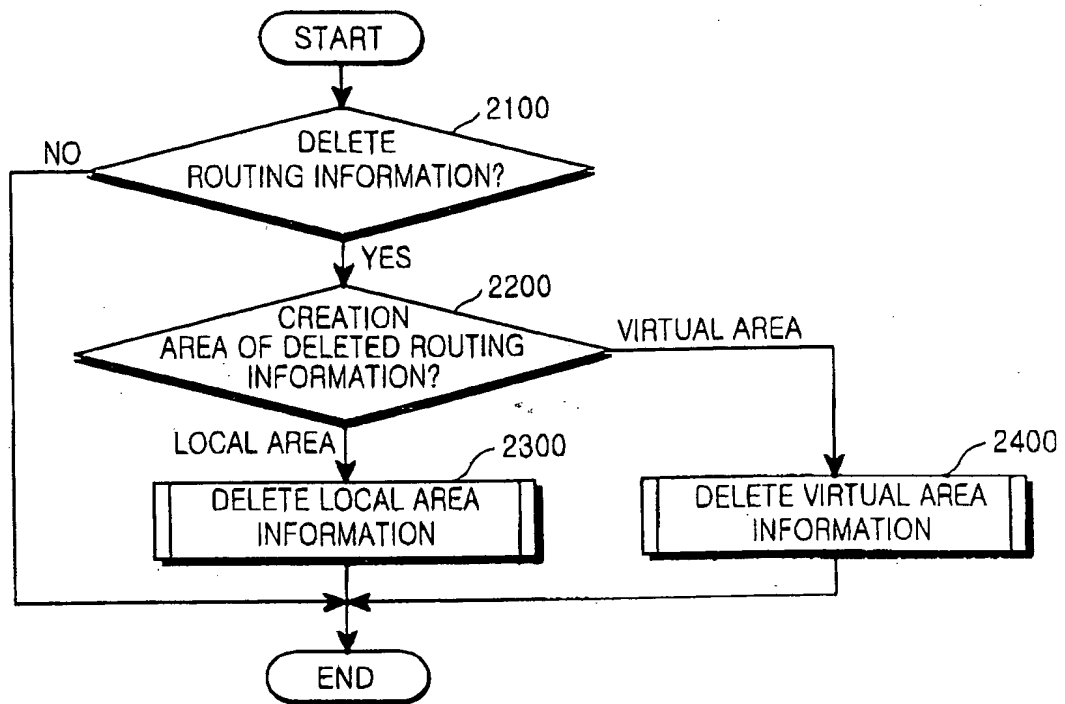 START
2100
DELETE
ROUTING INFORMATION?
NO
YES
2200
CREATION
AREA OF DELETED ROUTING
INFORMATION?
VIRTUAL AREA
LOCAL AREA
2300
DELETE LOCAL AREA
INFORMATION
2400
DELETE VIRTUAL AREA
INFORMATION
END